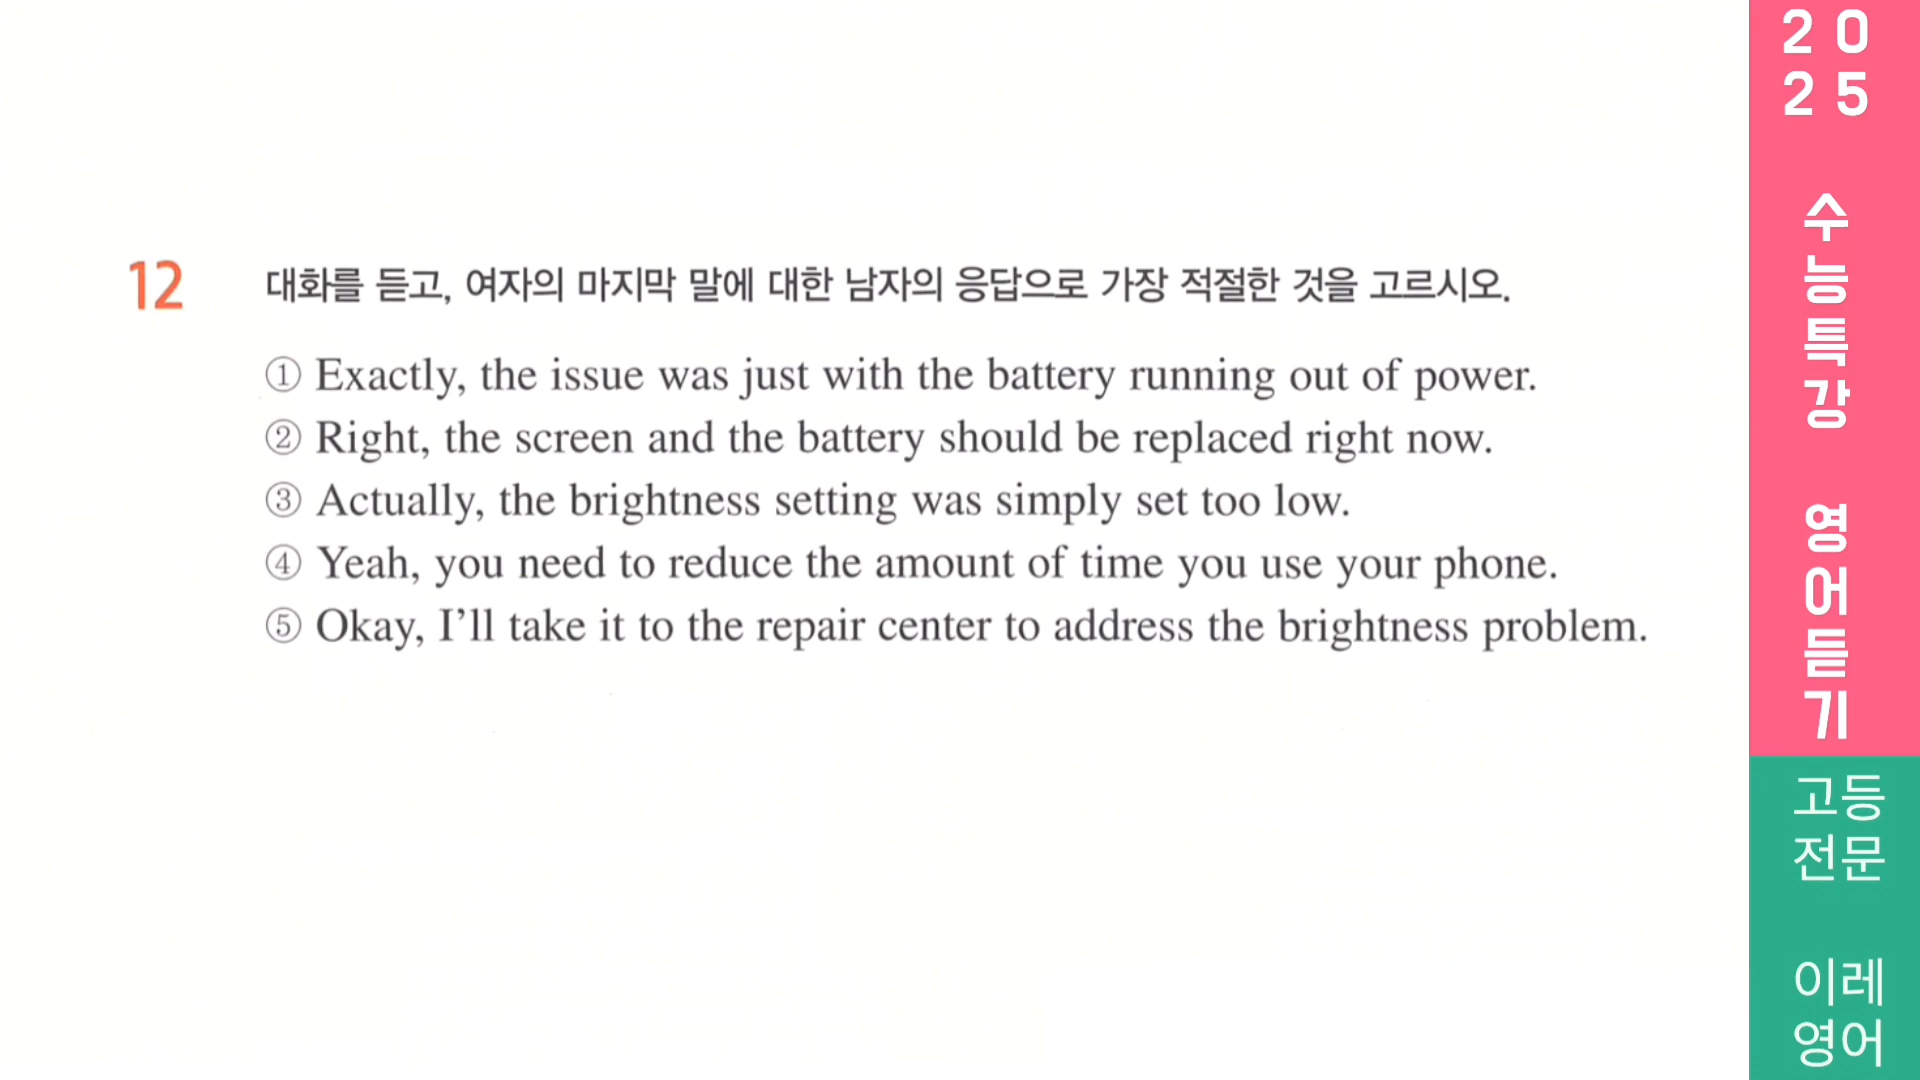 12 대화를 듣고, 여자의 마지막 말에 대한 남자의 응답으로 가장 적절한 것을 고르시오.
① Exactly, the issue was just with the battery running out of power.
② Right, the screen and the battery should be replaced right now.
③ Actually, the brightness setting was simply set too low.
④ Yeah, you need to reduce the amount of time you use your phone.
⑤ Okay, I’ll take it to the repair center to address the brightness problem.
2025 수능특강 영어듣기
고등전문 이레영어